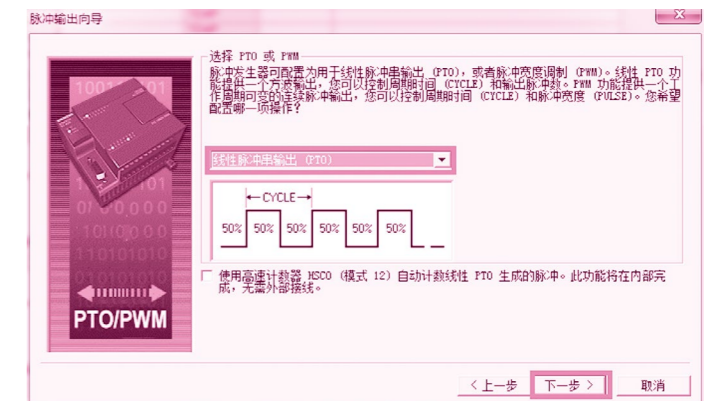 脉冲输出向导
选择 PTO 或 PWM
脉冲发生器可配置为用于线性脉冲串输出 (PTO)，或者脉冲宽度调制 (PWM)。线性 PTO 功
能提供一个方波输出，您可以控制周期时间 (CYCLE) 和输出脉冲数。PWM 功能提供一个工
作周期可变的连续脉冲输出，您可以控制周期时间 (CYCLE) 和脉冲宽度 (PULSE)。您希望
配置哪一项操作？
线性脉冲串输出 (PTO)
CYCLE
50% 50% 50% 50% 50% 50%
使用高速计数器 HSC0 (模式 12) 自动计数线性 PTO 生成的脉冲。此功能将在内部完
成，无需外部接线。
PTO/PWM
<上一步 下一步> 取消